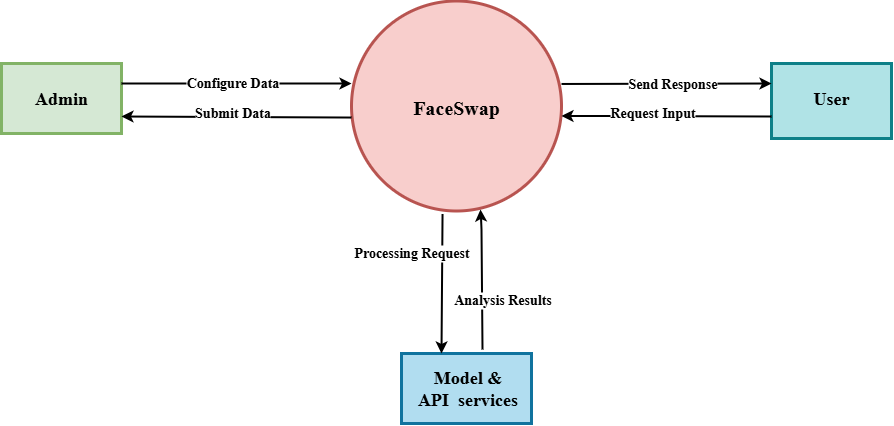 Configure Data
Send Response
Admin
FaceSwap
User
Submit Data
Request Input
Processing Request
Analysis Results
Model &
API services